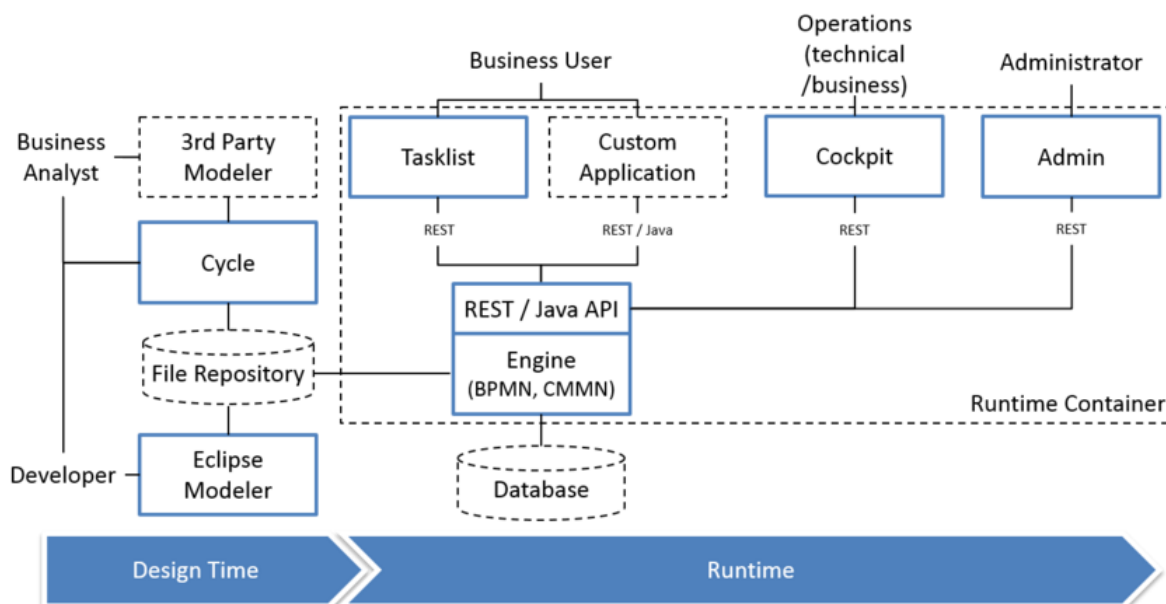 Operations
(technical
/business)
Business User
Administrator
Business
Analyst
3rd Party
Modeler
Tasklist
Custom
Application
Cockpit
Admin
REST
REST / Java
REST
REST
Cycle
REST / Java API
File Repository
Engine
(BPMN, CMMN)
Runtime Container
Developer
Eclipse
Modeler
Database
Design Time
Runtime